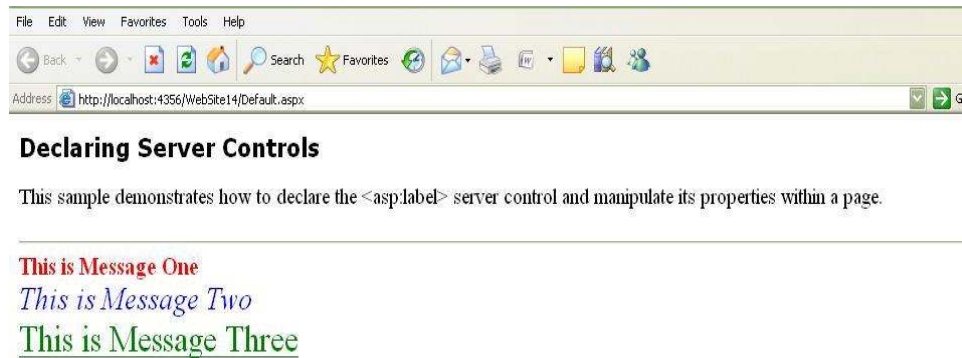 File Edit View Favorites Tools Help
Back Search Favorites
Address http://localhost:4356/WebSite14/Default.aspx G
Declaring Server Controls
This sample demonstrates how to declare the <asp:label> server control and manipulate its properties within a page.
This is Message One
This is Message Two
This is Message Three